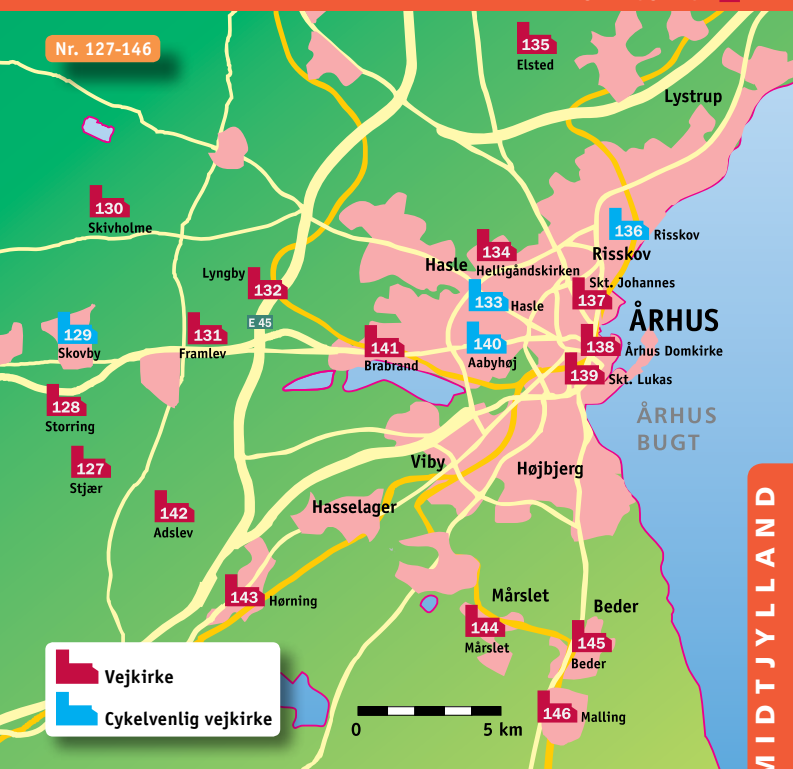 Nr. 127-146
135
Elsted
Lystrup
130
Skivholme
136 Risskov
Risskov
134
Hasle
Helligåndskirken
Lyngby
132
Skt. Johannes
137
133 Hasle
E 45
129
Skovby
131
Framlev
ÅRHUS
140
Aabyhøj
141
Brabrand
138
Århus Domkirke
139
Skt. Lukas
128
Storring
ÅRHUS
BUGT
127
Stjær
Viby
Højbjerg
142
Adslev
Hasselager
143 Hørning
Mårslet
144
Mårslet
Beder
145
Beder
146 Malling
Vejkirke
Cykelvenlig vejkirke
0 5 km
MIDTJYLLAND